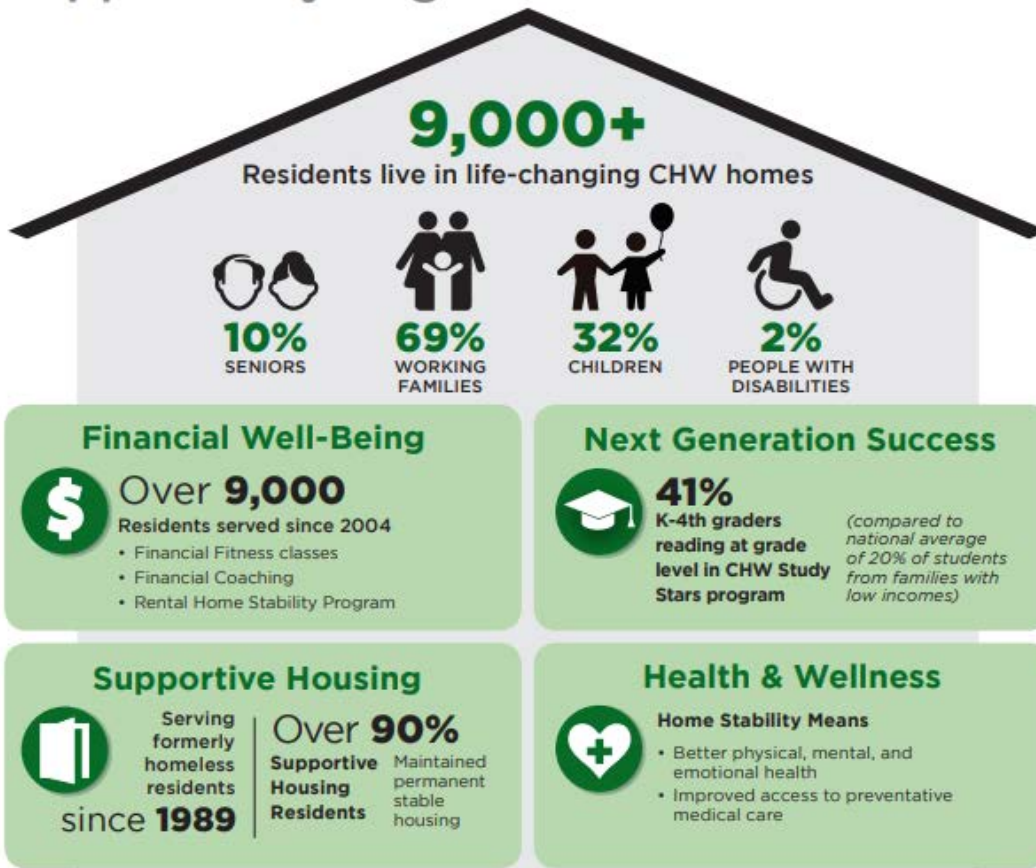 9,000+
Residents live in life-changing CHW homes
10%
SENIORS
69%
WORKING
FAMILIES
32%
CHILDREN
2%
PEOPLE WITH
DISABILITIES
Financial Well-Being
$
Over 9,000
Residents served since 2004
• Financial Fitness classes
• Financial Coaching
• Rental Home Stability Program
Next Generation Success
41%
K-4th graders
reading at grade
level in CHW Study
Stars program
(compared to
national average
of 20% of students
from families with
low incomes)
Supportive Housing
Serving
formerly
homeless
residents
since 1989
Over 90%
Supportive
Housing
Residents
Maintained
permanent
stable
housing
Health & Wellness
Home Stability Means
• Better physical, mental, and
emotional health
• Improved access to preventative
medical care